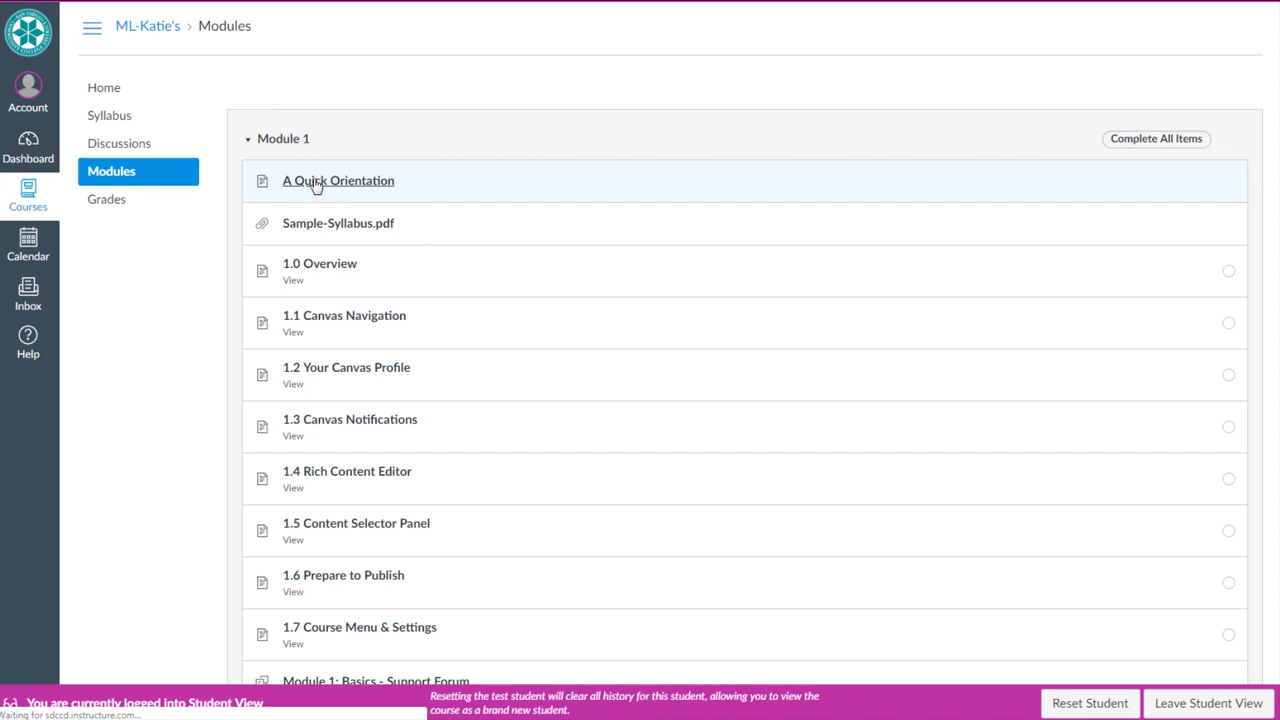 ML-Katie's › Modules
Account
Dashboard
Courses
Calendar
Inbox
Help
Home
Syllabus
Discussions
Modules
Grades
Module 1
Complete All Items
A Quick Orientation
Sample-Syllabus.pdf
1.0 Overview
View
1.1 Canvas Navigation
View
1.2 Your Canvas Profile
View
1.3 Canvas Notifications
View
1.4 Rich Content Editor
View
1.5 Content Selector Panel
View
1.6 Prepare to Publish
View
1.7 Course Menu & Settings
View
Module 1: Basics - Support Forum
You are currently logged into Student View
Waiting for sdccd.instructure.com...
Resetting the test student will clear all history for this student, allowing you to view the
course as a brand new student.
Reset Student
Leave Student View